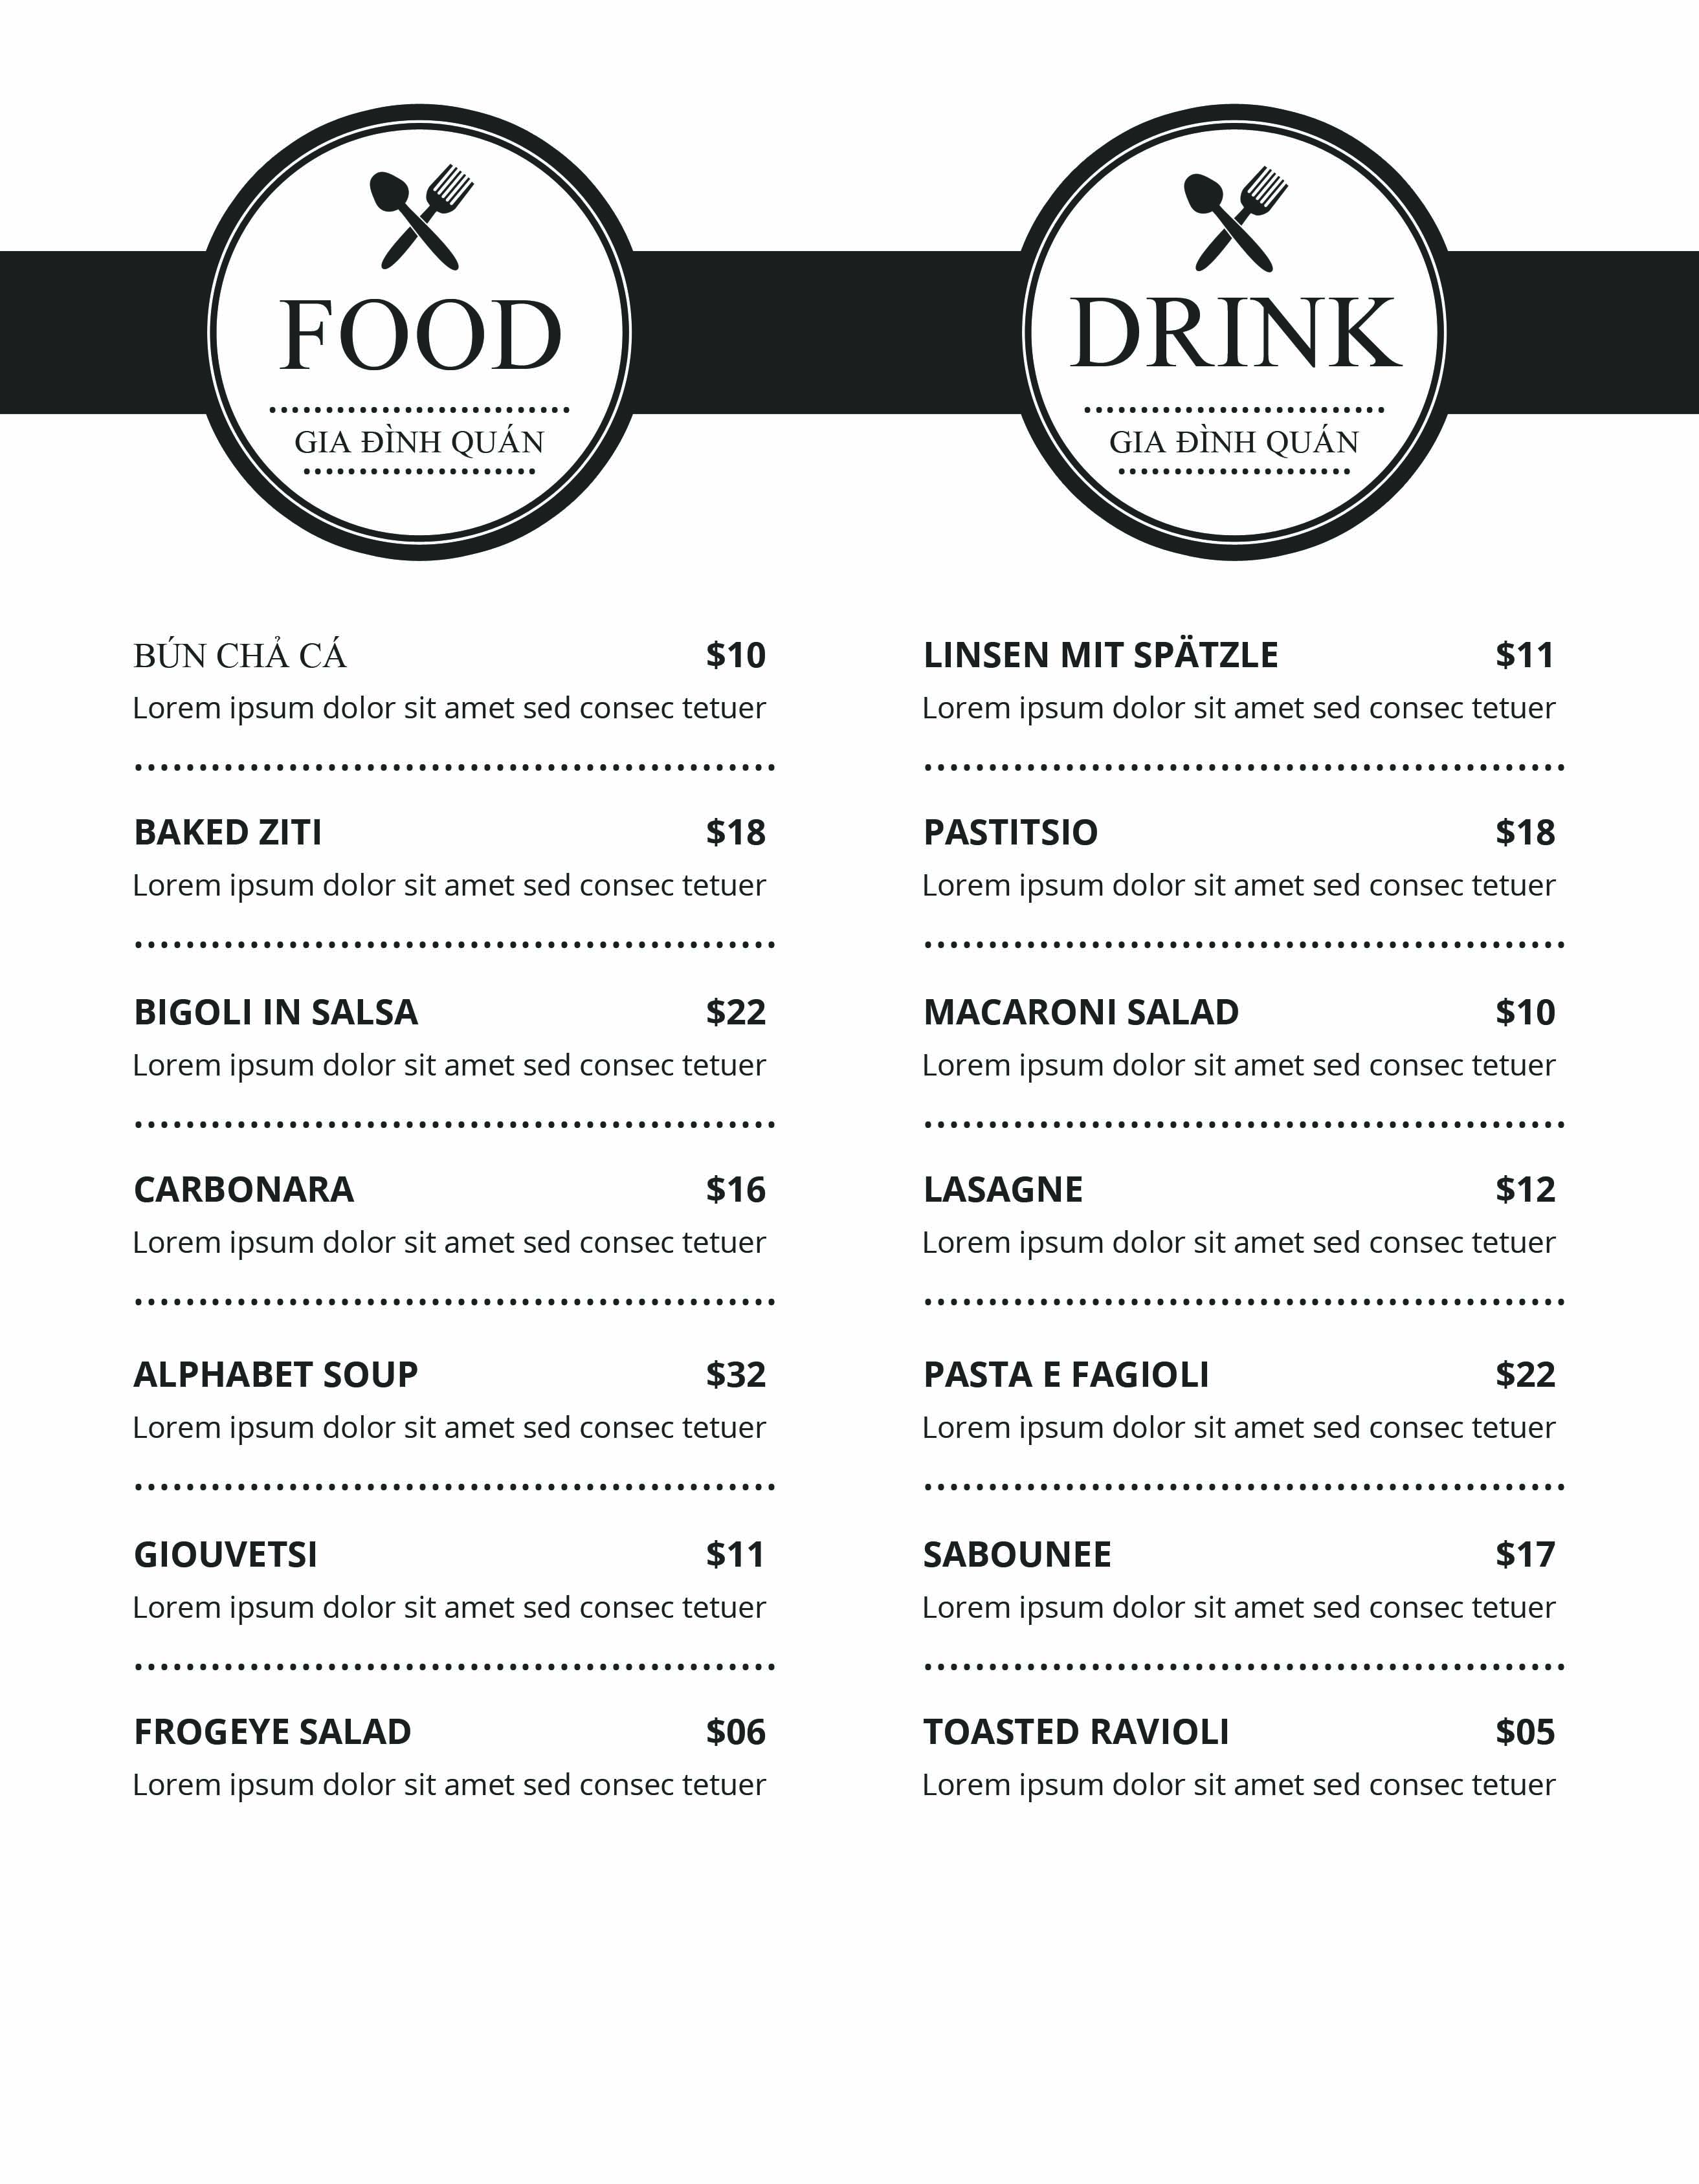 FOOD
GIA ĐÌNH QUÁN
BÚN CHẢ CÁ $10
Lorem ipsum dolor sit amet sed consec tetuer
BAKED ZITI $18
Lorem ipsum dolor sit amet sed consec tetuer
BIGOLI IN SALSA $22
Lorem ipsum dolor sit amet sed consec tetuer
CARBONARA $16
Lorem ipsum dolor sit amet sed consec tetuer
ALPHABET SOUP $32
Lorem ipsum dolor sit amet sed consec tetuer
GIOUVETSI $11
Lorem ipsum dolor sit amet sed consec tetuer
FROGEYE SALAD $06
Lorem ipsum dolor sit amet sed consec tetuer
DRINK
GIA ĐÌNH QUÁN
LINSEN MIT SPÄTZLE $11
Lorem ipsum dolor sit amet sed consec tetuer
PASTITSIO $18
Lorem ipsum dolor sit amet sed consec tetuer
MACARONI SALAD $10
Lorem ipsum dolor sit amet sed consec tetuer
LASAGNE $12
Lorem ipsum dolor sit amet sed consec tetuer
PASTA E FAGIOLI $22
Lorem ipsum dolor sit amet sed consec tetuer
SABOUNEE $17
Lorem ipsum dolor sit amet sed consec tetuer
TOASTED RAVIOLI $05
Lorem ipsum dolor sit amet sed consec tetuer